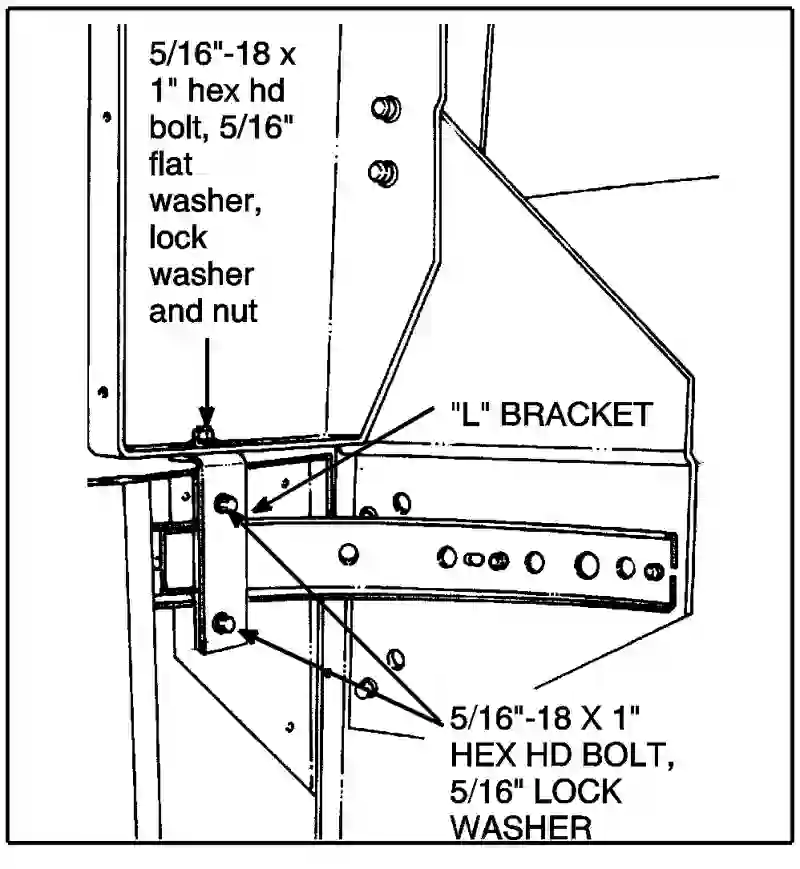 5/16"-18 x
1" hex hd
bolt, 5/16"
flat
washer,
lock
washer
and nut
"L" BRACKET
5/16"-18 X 1"
HEX HD BOLT,
5/16" LOCK
WASHER